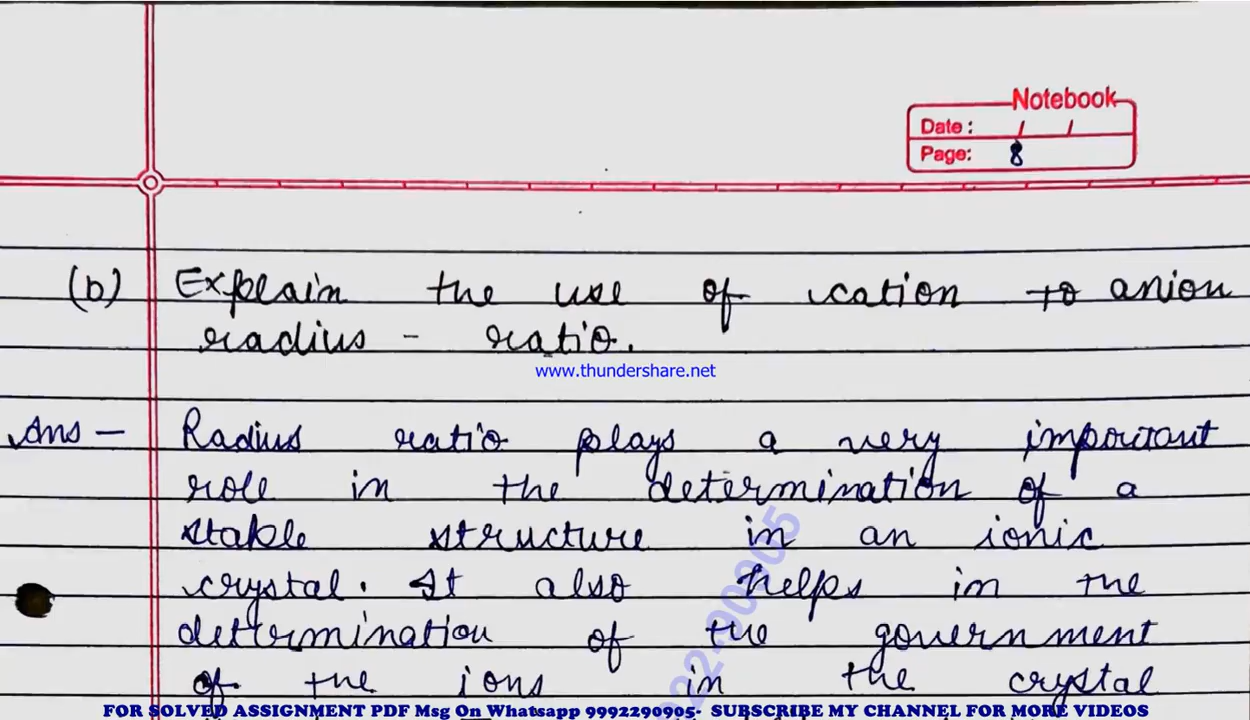 Notebook
Date : / /
Page: 8
(b) Explain the use of cation to anion
radius - ratio.
www.thundershare.net
Ans - Radius ratio plays a very important
role in the determination of a
stable structure in an ionic
crystal. It also helps in the
determination of the government
of the ions in the crystal
FOR SOLVED ASSIGNMENT PDF Msg On Whatsapp 9992290905- SUBSCRIBE MY CHANNEL FOR MORE VIDEOS